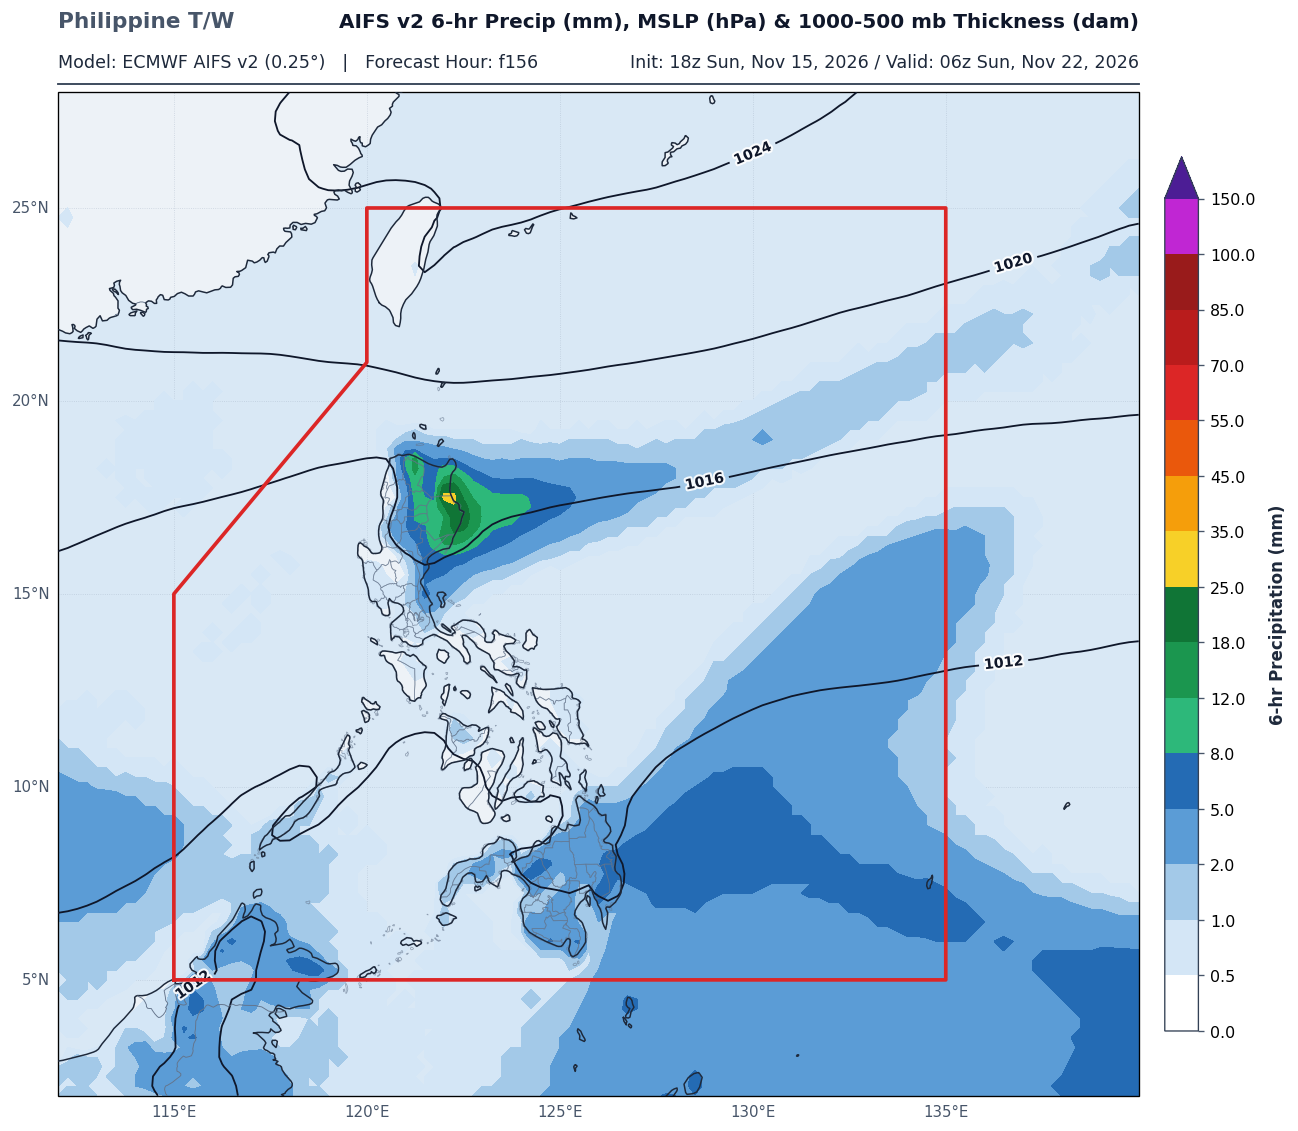 Philippine T/W
AIFS v2 6-hr Precip (mm), MSLP (hPa) & 1000-500 mb Thickness (dam)
Model: ECMWF AIFS v2 (0.25°) | Forecast Hour: f156
Init: 18z Sun, Nov 15, 2026 / Valid: 06z Sun, Nov 22, 2026
1024
1020
1016
1012
1012
25°N
20°N
15°N
10°N
5°N
115°E
120°E
125°E
130°E
135°E
150.0
100.0
85.0
70.0
55.0
45.0
35.0
25.0
18.0
12.0
8.0
5.0
2.0
1.0
0.5
0.0
6-hr Precipitation (mm)